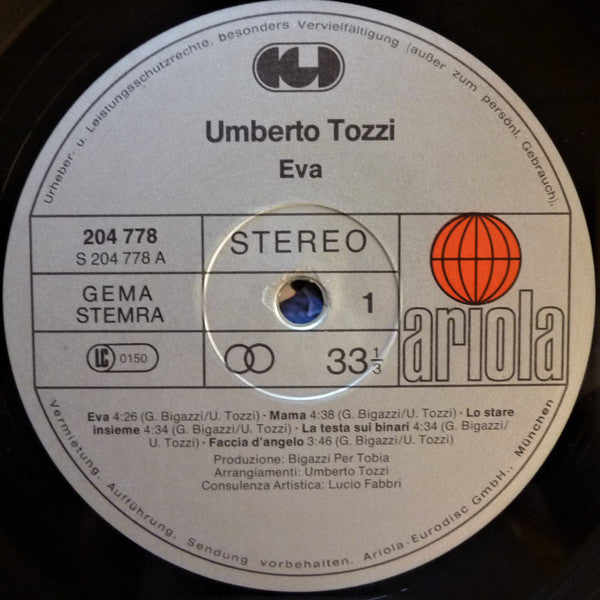 Urheber- u. Leistungsschutzrechte, besonders Vervielfältigung (außer zum persönl. Gebrauch),
Umberto Tozzi
Eva
204 778
S 204 778 A
STEREO
GEMA
STEMRA
1
LC 0150
33 1/3
ariola
Eva 4:26 (G. Bigazzi/U. Tozzi) · Mama 4:38 (G. Bigazzi/U. Tozzi) · Lo stare
insieme 4:34 (G. Bigazzi/U. Tozzi) · La testa sui binari 4:34 (G. Bigazzi/
U. Tozzi) · Faccia d'angelo 3:46 (G. Bigazzi/U. Tozzi)
Produzione: Bigazzi Per Tobia
Arrangiamenti: Umberto Tozzi
Consulenza Artistica: Lucio Fabbri
Vermietung, Aufführung, Sendung vorbehalten. Ariola-Eurodisc GmbH., München